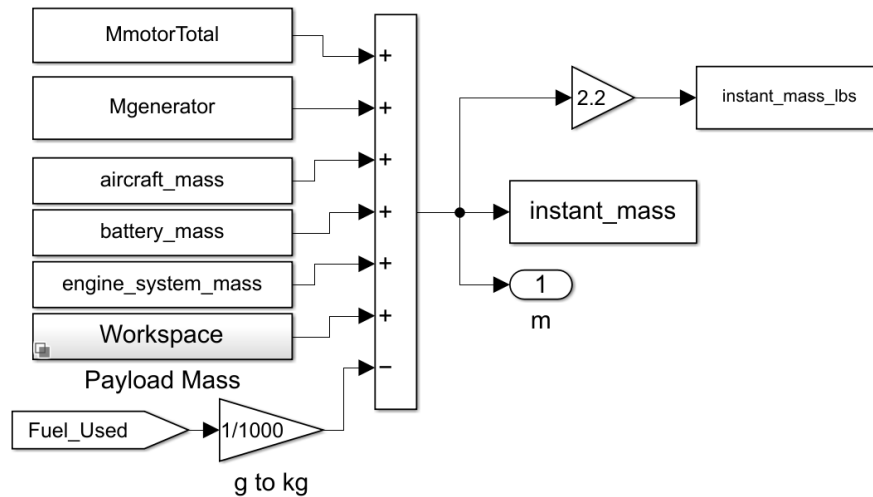 MmotorTotal
Mgenerator
aircraft_mass
battery_mass
engine_system_mass
Workspace
Payload Mass
Fuel_Used
1/1000
g to kg
+
+
+
+
+
+
−
2.2
instant_mass_lbs
instant_mass
1
m